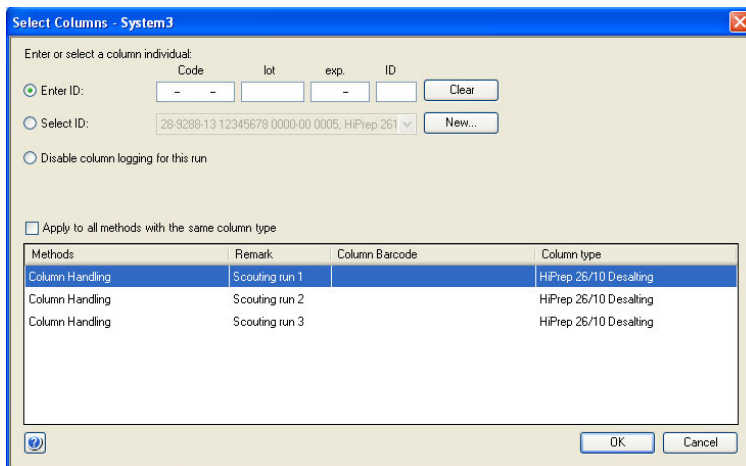 Select Columns - System3
Enter or select a column individual:
Code lot exp. ID
Enter ID: - - - Clear
Select ID: 28-9288-13 12345678 0000-00 0005, HiPrep 261 New...
Disable column logging for this run
Apply to all methods with the same column type
Methods Remark Column Barcode Column type
Column Handling Scouting run 1 HiPrep 26/10 Desalting
Column Handling Scouting run 2 HiPrep 26/10 Desalting
Column Handling Scouting run 3 HiPrep 26/10 Desalting
? OK Cancel